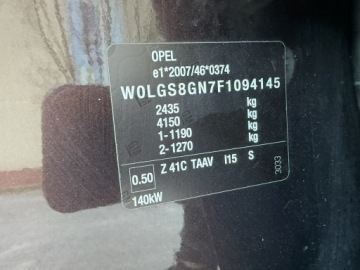 OPEL
e1*2007/46*0374
W0LGS8GN7F1094145
2435 kg
4150 kg
1-1190 kg
2-1270 kg
0.50 Z 41C TAAV I15 S
140kW
3033